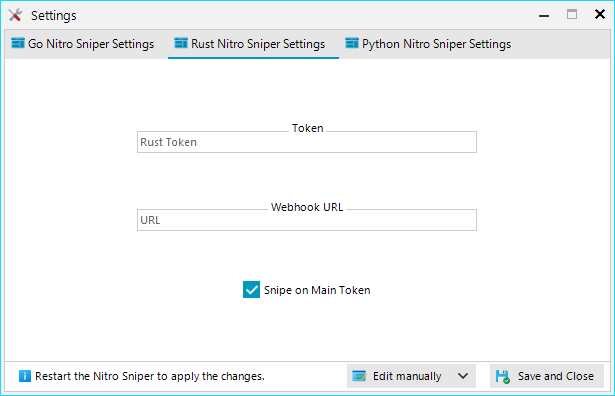 Settings
Go Nitro Sniper Settings
Rust Nitro Sniper Settings
Python Nitro Sniper Settings
Token
Rust Token
Webhook URL
URL
Snipe on Main Token
Restart the Nitro Sniper to apply the changes.
Edit manually
Save and Close